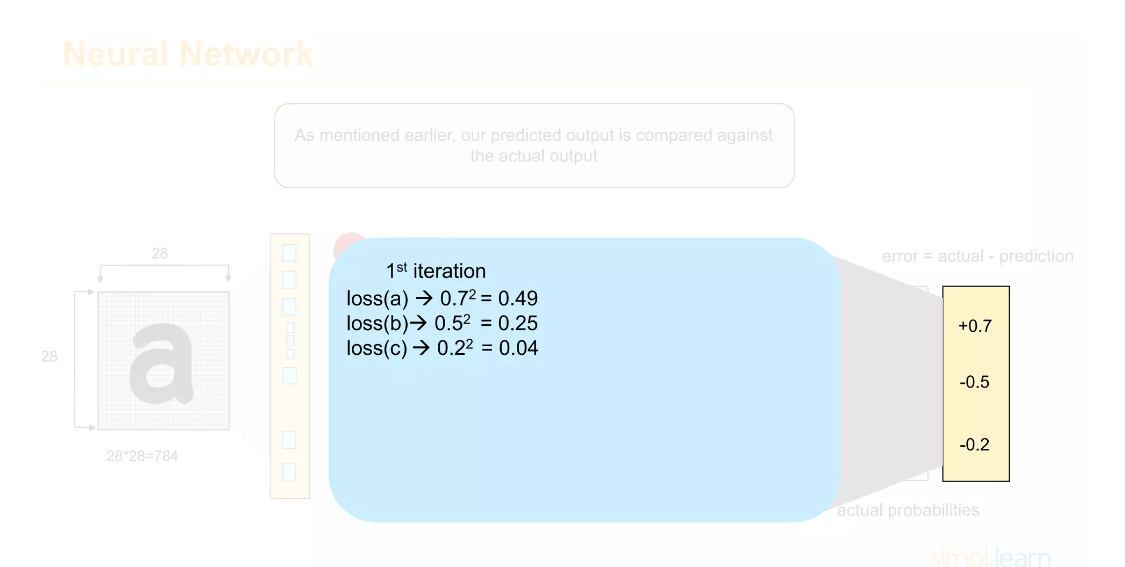 Neural Network
As mentioned earlier, our predicted output is compared against
the actual output
28
28
28*28=784
1st iteration
loss(a) → 0.7² = 0.49
loss(b)→ 0.5² = 0.25
loss(c) → 0.2² = 0.04
error = actual - prediction
+0.7
-0.5
-0.2
actual probabilities
simplilearn